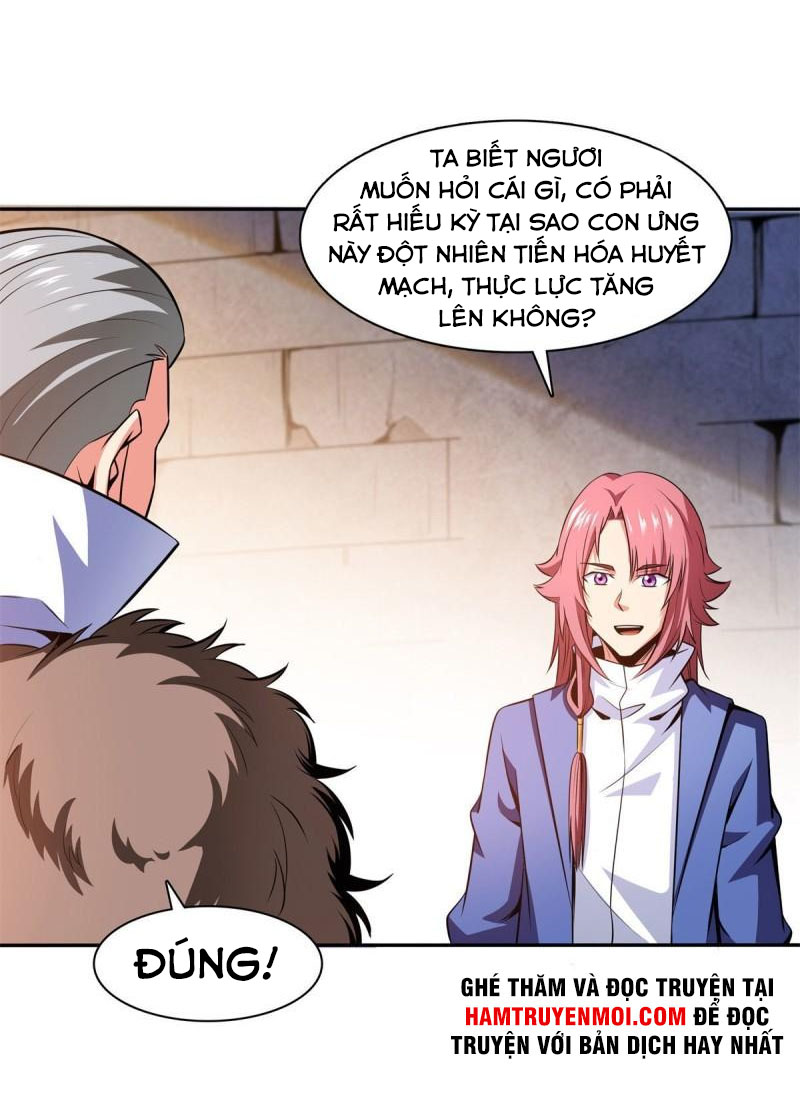 TA BIẾT NGƯƠI
MUỐN HỎI CÁI GÌ, CÓ PHẢI
RẤT HIẾU KỲ TẠI SAO CON ƯNG
NÀY ĐỘT NHIÊN TIẾN HÓA HUYẾT
MẠCH, THỰC LỰC TĂNG
LÊN KHÔNG?
ĐÚNG!
GHÉ THĂM VÀ ĐỌC TRUYỆN TẠI
HAMTRUYENMOI.COM ĐỂ ĐỌC
TRUYỆN VỚI BẢN DỊCH HAY NHẤT